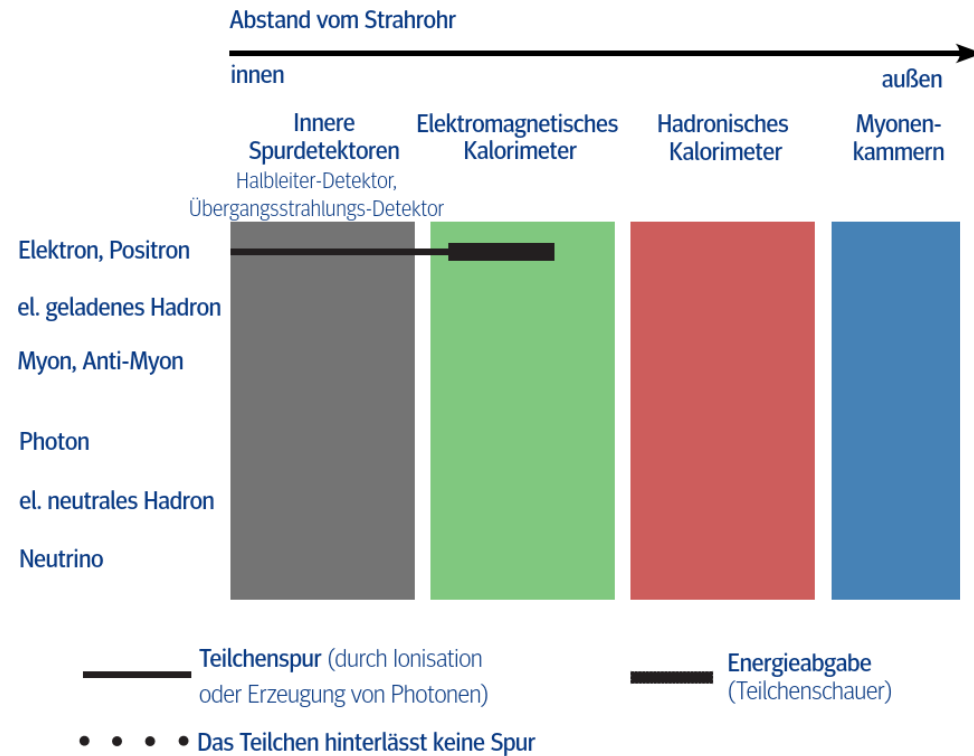 Abstand vom Strahrohr
innen
außen
Innere
Spurdetektoren
Halbleiter-Detektor,
Übergangsstrahlungs-Detektor
Elektromagnetisches
Kalorimeter
Hadronisches
Kalorimeter
Myonen-
kammern
Elektron, Positron
el. geladenes Hadron
Myon, Anti-Myon
Photon
el. neutrales Hadron
Neutrino
Teilchenspur (durch Ionisation
oder Erzeugung von Photonen)
Energieabgabe
(Teilchenschauer)
Das Teilchen hinterlässt keine Spur